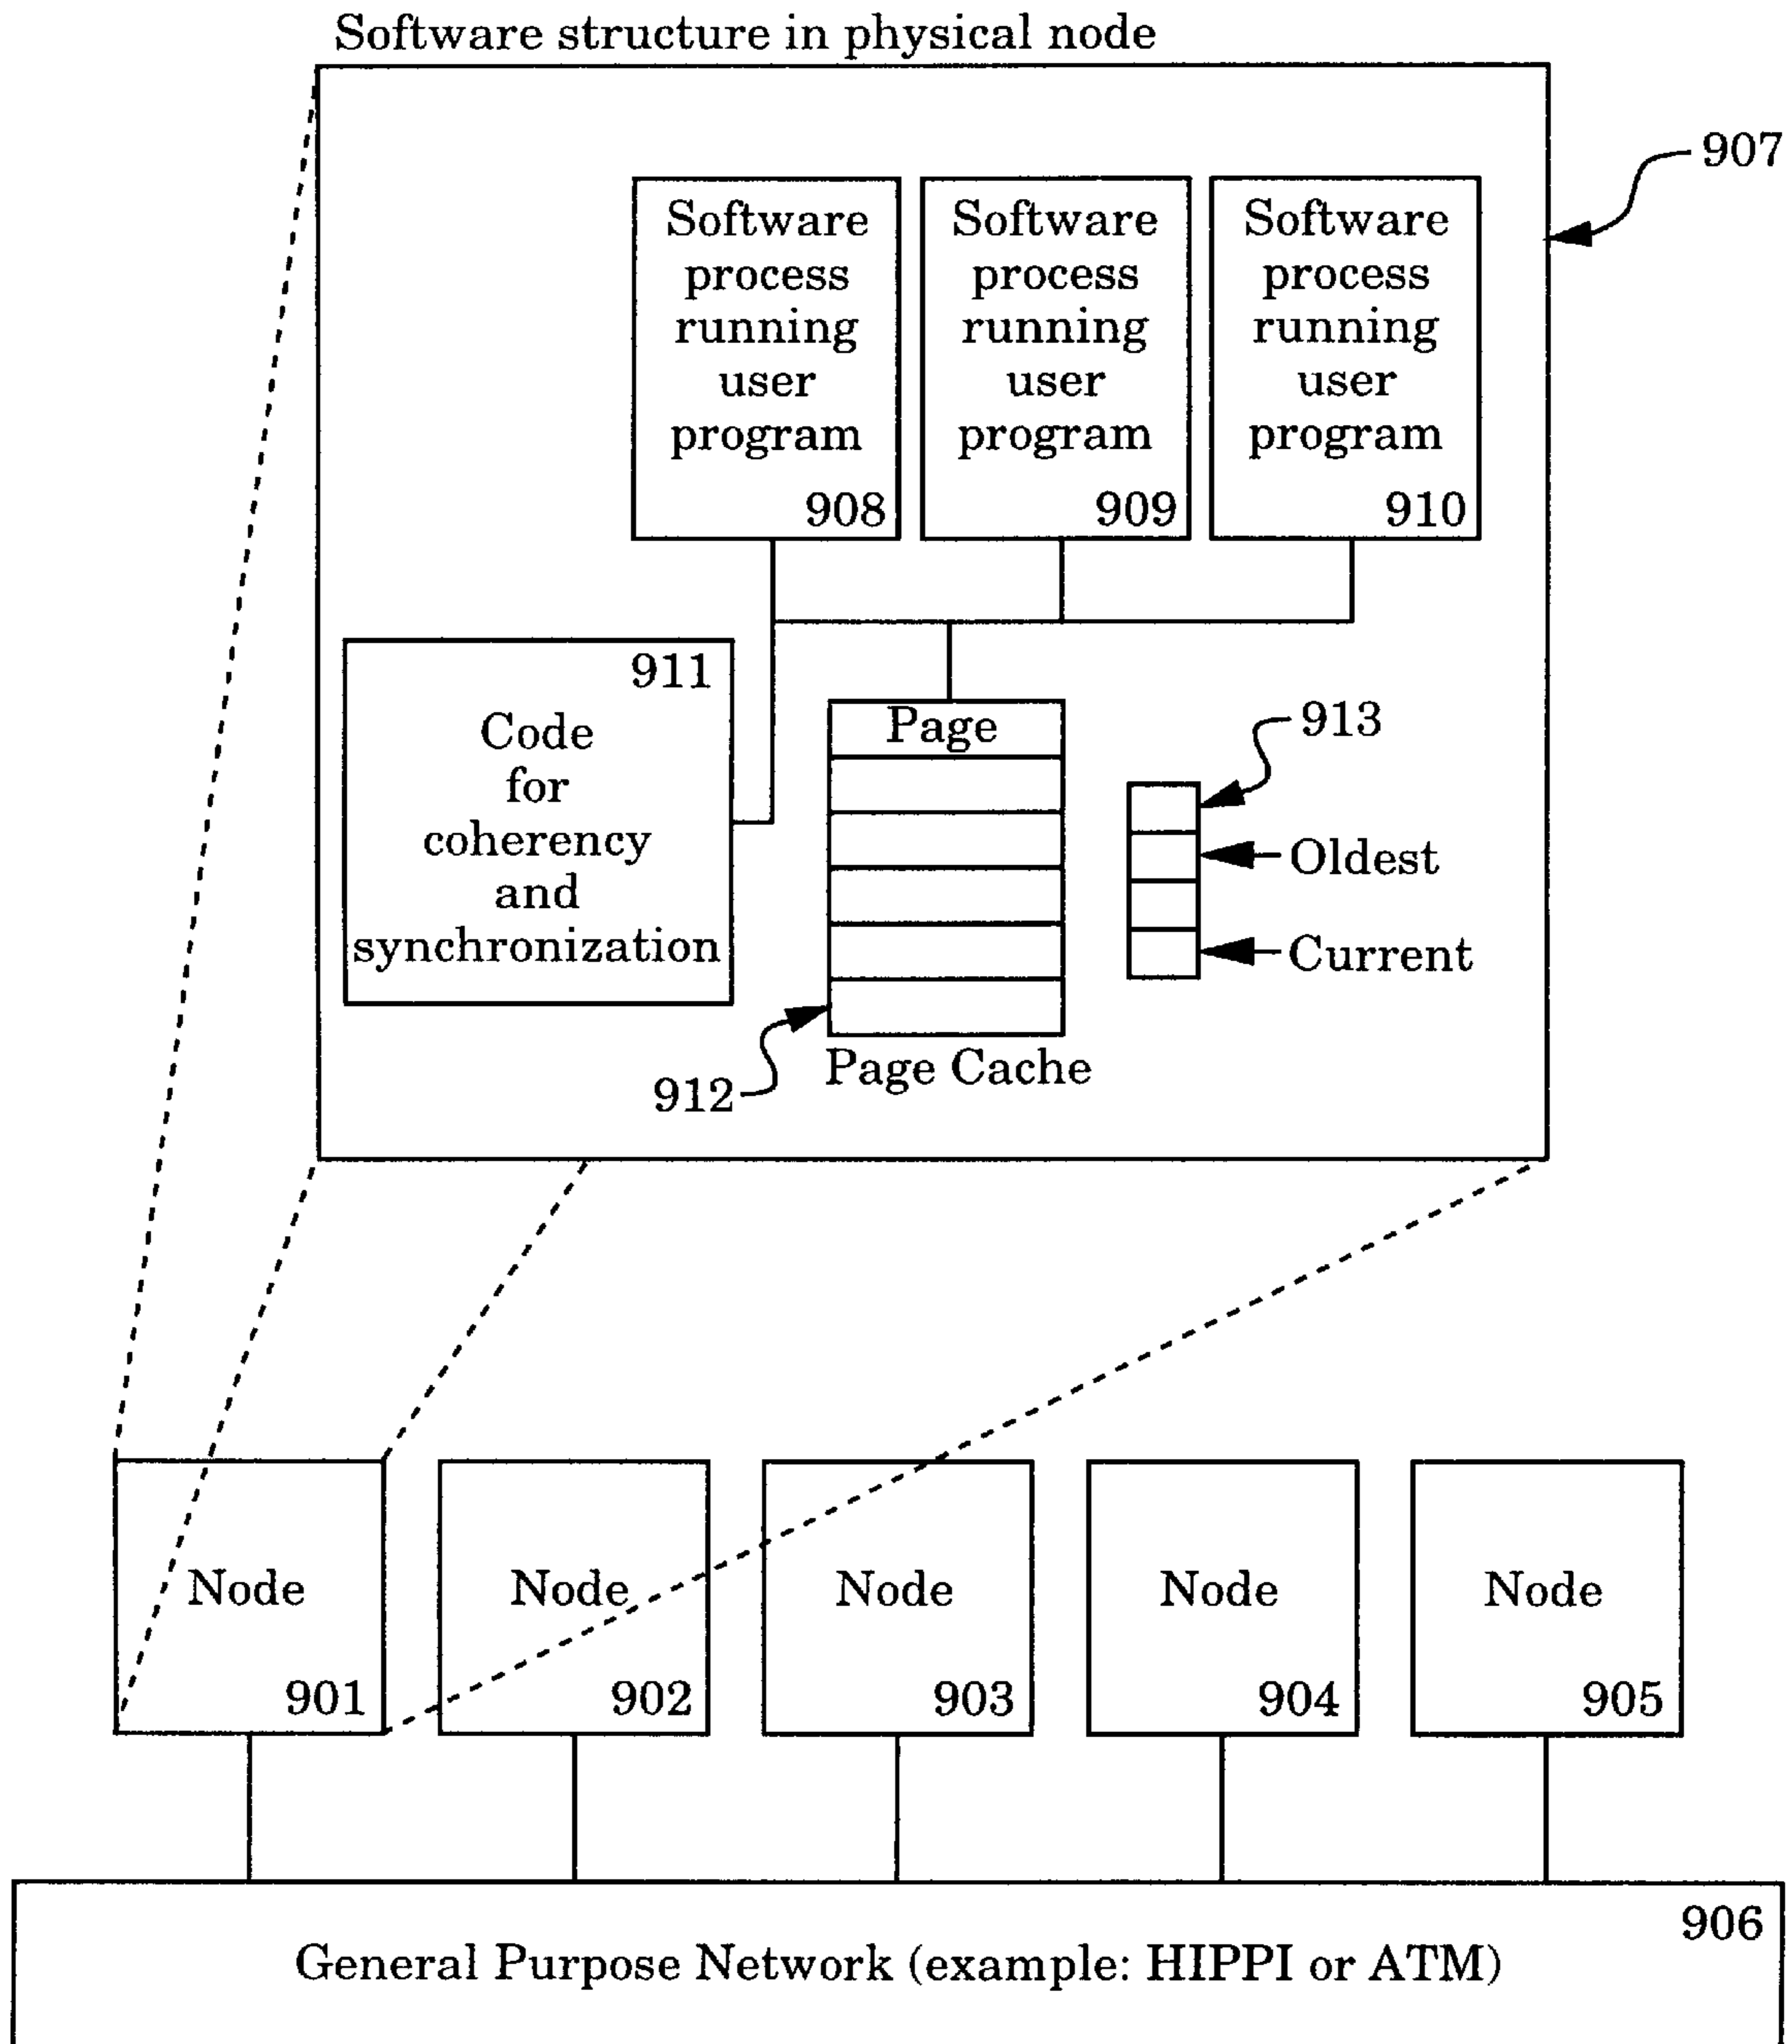 Software structure in physical node
907
Software
process
running
user
program
908
Software
process
running
user
program
909
Software
process
running
user
program
910
911
Code
for
coherency
and
synchronization
Page
913
Oldest
Current
912
Page Cache
Node
901
Node
902
Node
903
Node
904
Node
905
906
General Purpose Network (example: HIPPI or ATM)